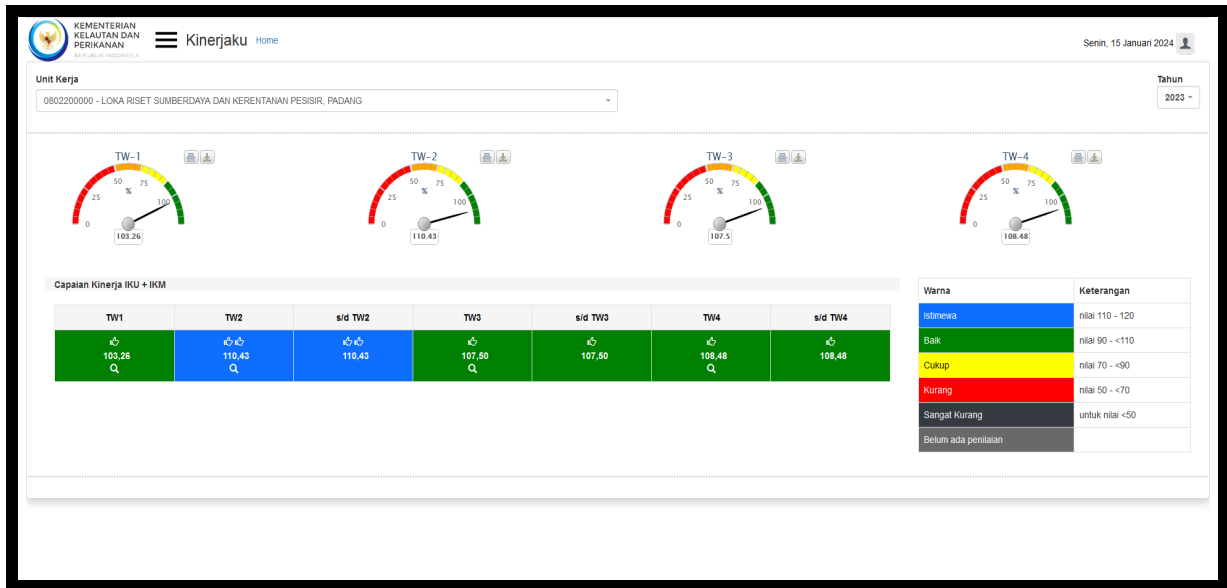 KEMENTERIAN
KELAUTAN DAN
PERIKANAN
REPUBLIK INDONESIA
Kinerjaku Home
Senin, 15 Januari 2024
Unit Kerja
Tahun
0802200000 - LOKA RISET SUMBERDAYA DAN KERENTANAN PESISIR, PADANG
2023
TW-1
0 25 50 75 100
%
103.26
TW-2
0 25 50 75 100
%
110.43
TW-3
0 25 50 75 100
%
107.5
TW-4
0 25 50 75 100
%
108.48
Capaian Kinerja IKU + IKM
TW1 TW2 s/d TW2 TW3 s/d TW3 TW4 s/d TW4
103,26 110,43 110,43 107,50 107,50 108,48 108,48
Warna Keterangan
Istimewa nilai 110 - 120
Baik nilai 90 - <110
Cukup nilai 70 - <90
Kurang nilai 50 - <70
Sangat Kurang untuk nilai <50
Belum ada penilaian